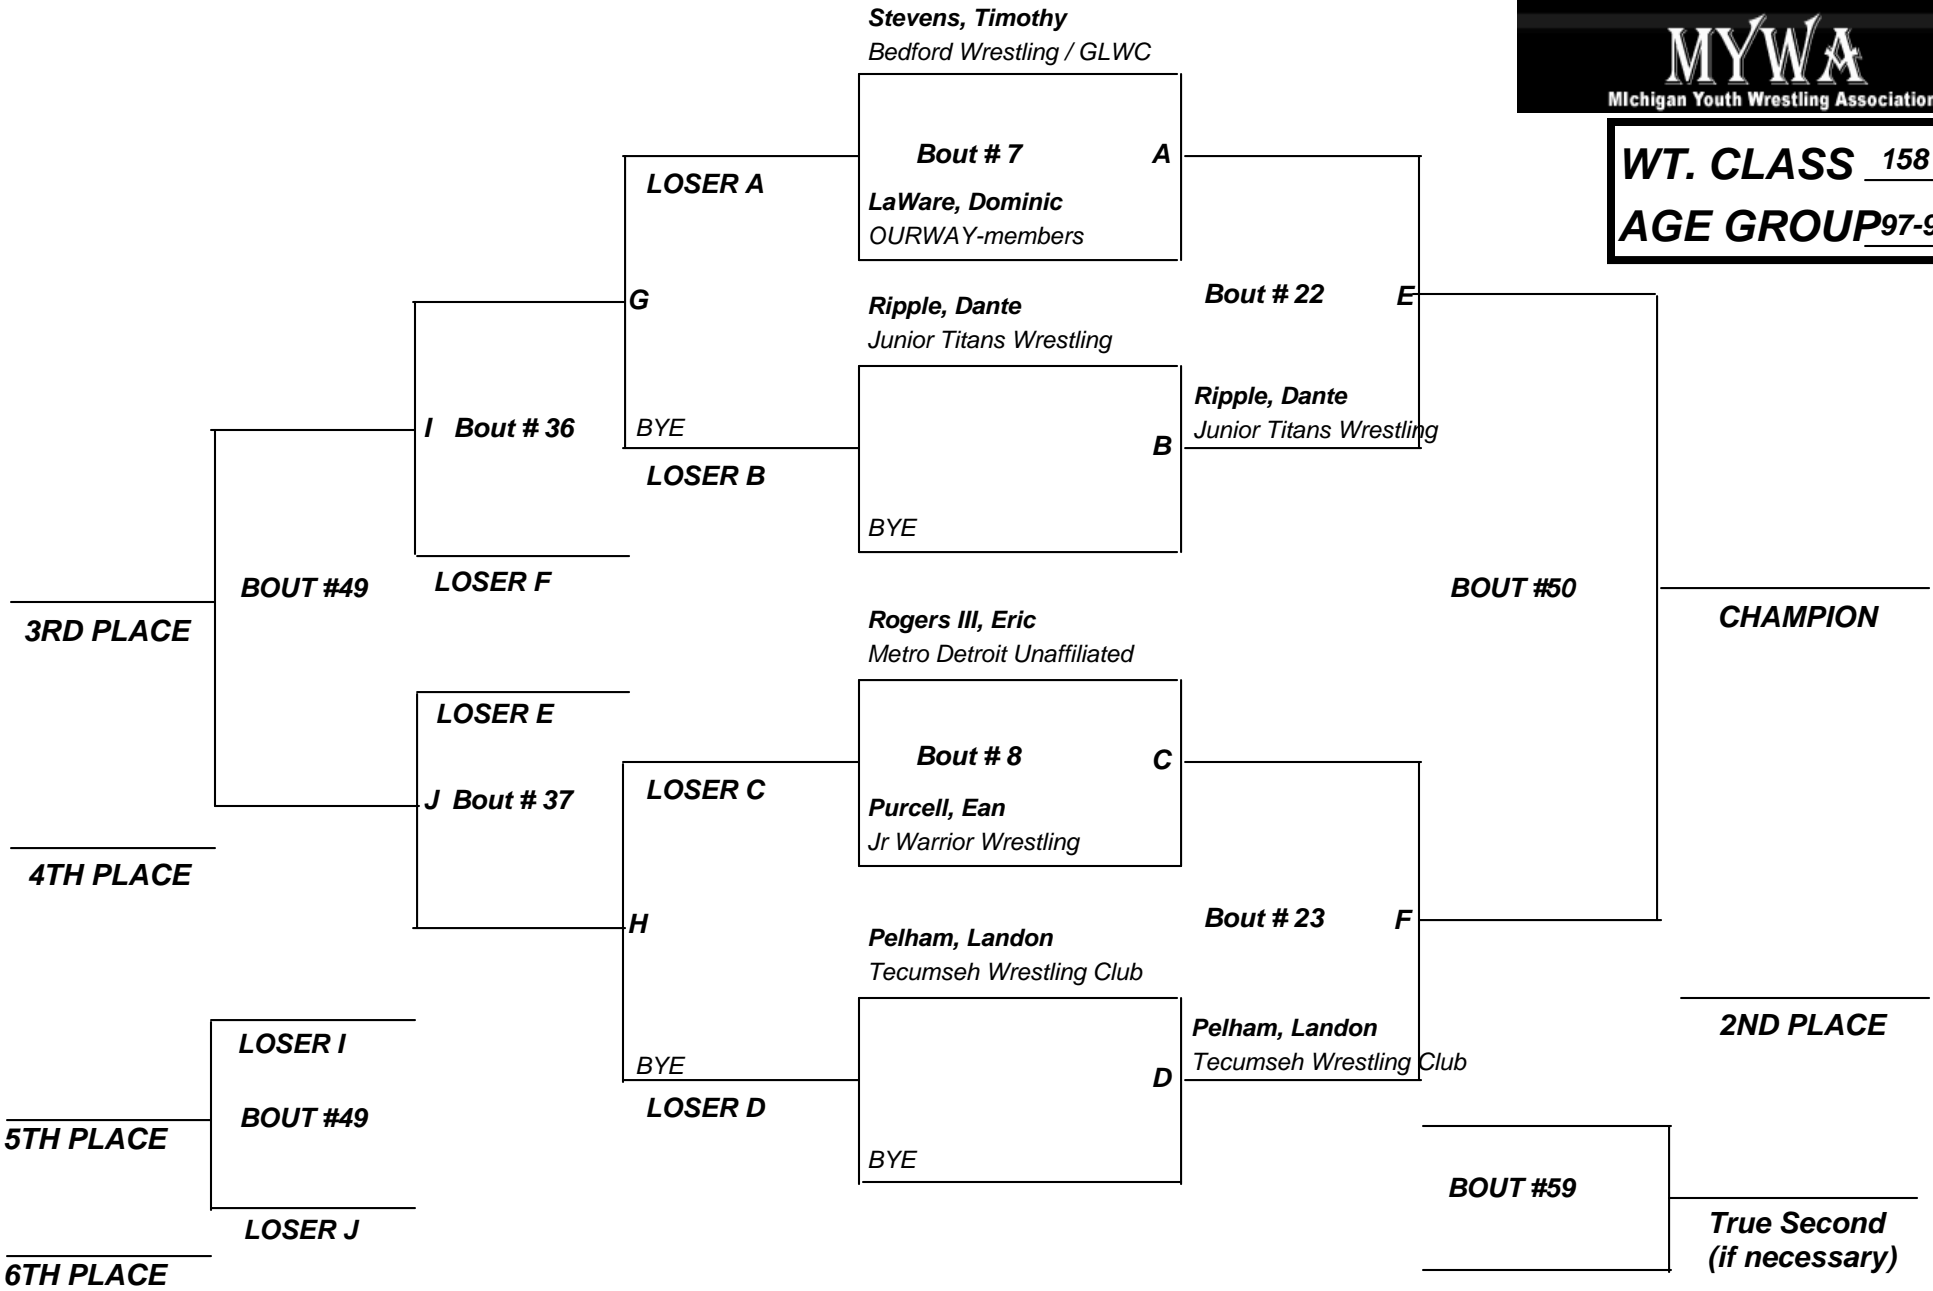 Stevens, Timothy
Bedford Wrestling / GLWC
MYWA
MIchigan Youth Wrestling Association
WT. CLASS 158
AGE GROUP 97-9
Bout # 7
A
LOSER A
LaWare, Dominic
OURWAY-members
G
Ripple, Dante
Junior Titans Wrestling
Bout # 22
E
I Bout # 36
BYE
LOSER B
B
Ripple, Dante
Junior Titans Wrestling
BYE
BOUT #49
LOSER F
BOUT #50
3RD PLACE
Rogers III, Eric
Metro Detroit Unaffiliated
CHAMPION
LOSER E
J Bout # 37
LOSER C
Bout # 8
C
Purcell, Ean
Jr Warrior Wrestling
4TH PLACE
H
Bout # 23
F
Pelham, Landon
Tecumseh Wrestling Club
LOSER I
BOUT #49
BYE
LOSER D
D
Pelham, Landon
Tecumseh Wrestling Club
2ND PLACE
5TH PLACE
BYE
BOUT #59
LOSER J
True Second
(if necessary)
6TH PLACE